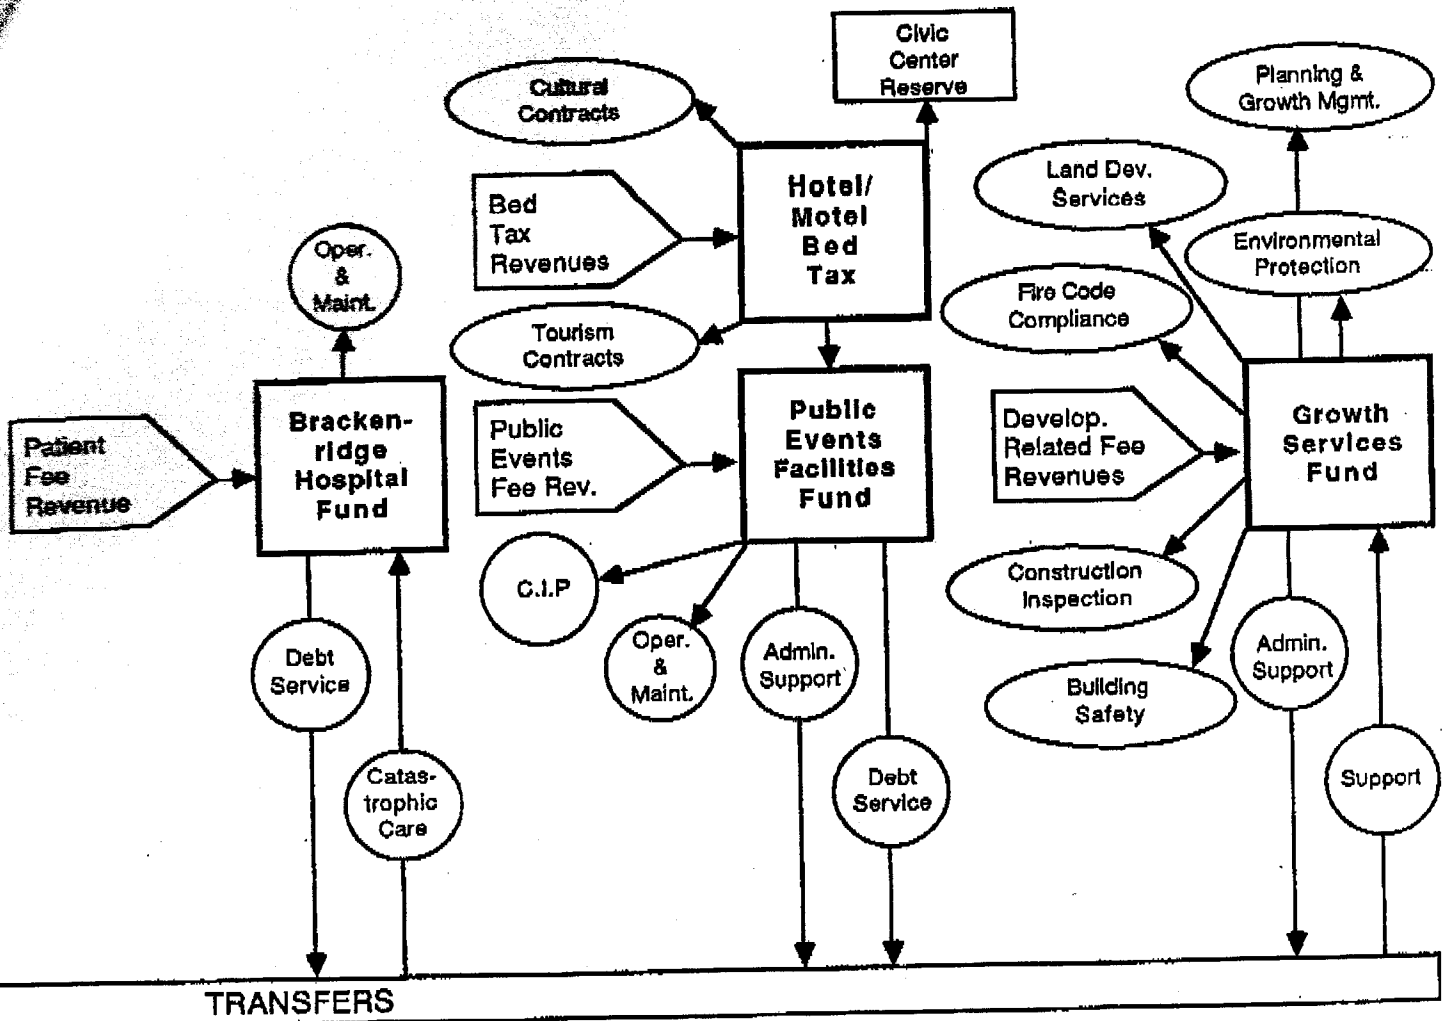 Civic
Center
Reserve
Cultural
Contracts
Planning &
Growth Mgmt.
Hotel/
Motel
Bed
Tax
Land Dev.
Services
Bed
Tax
Revenues
Oper.
&
Maint.
Environmental
Protection
Fire Code
Compliance
Tourism
Contracts
Bracken-
ridge
Hospital
Fund
Patient
Fee
Revenue
Public
Events
Fee Rev.
Public
Events
Facilities
Fund
Develop.
Related Fee
Revenues
Growth
Services
Fund
C.I.P
Construction
Inspection
Oper.
&
Maint.
Admin.
Support
Debt
Service
Building
Safety
Admin.
Support
Catas-
trophic
Care
Debt
Service
Support
TRANSFERS